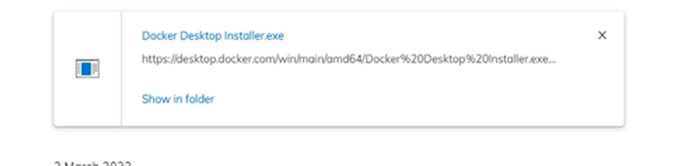 Docker Desktop Installer.exe
https://desktop.docker.com/win/main/amd64/Docker%20Desktop%20Installer.exe...
Show in folder